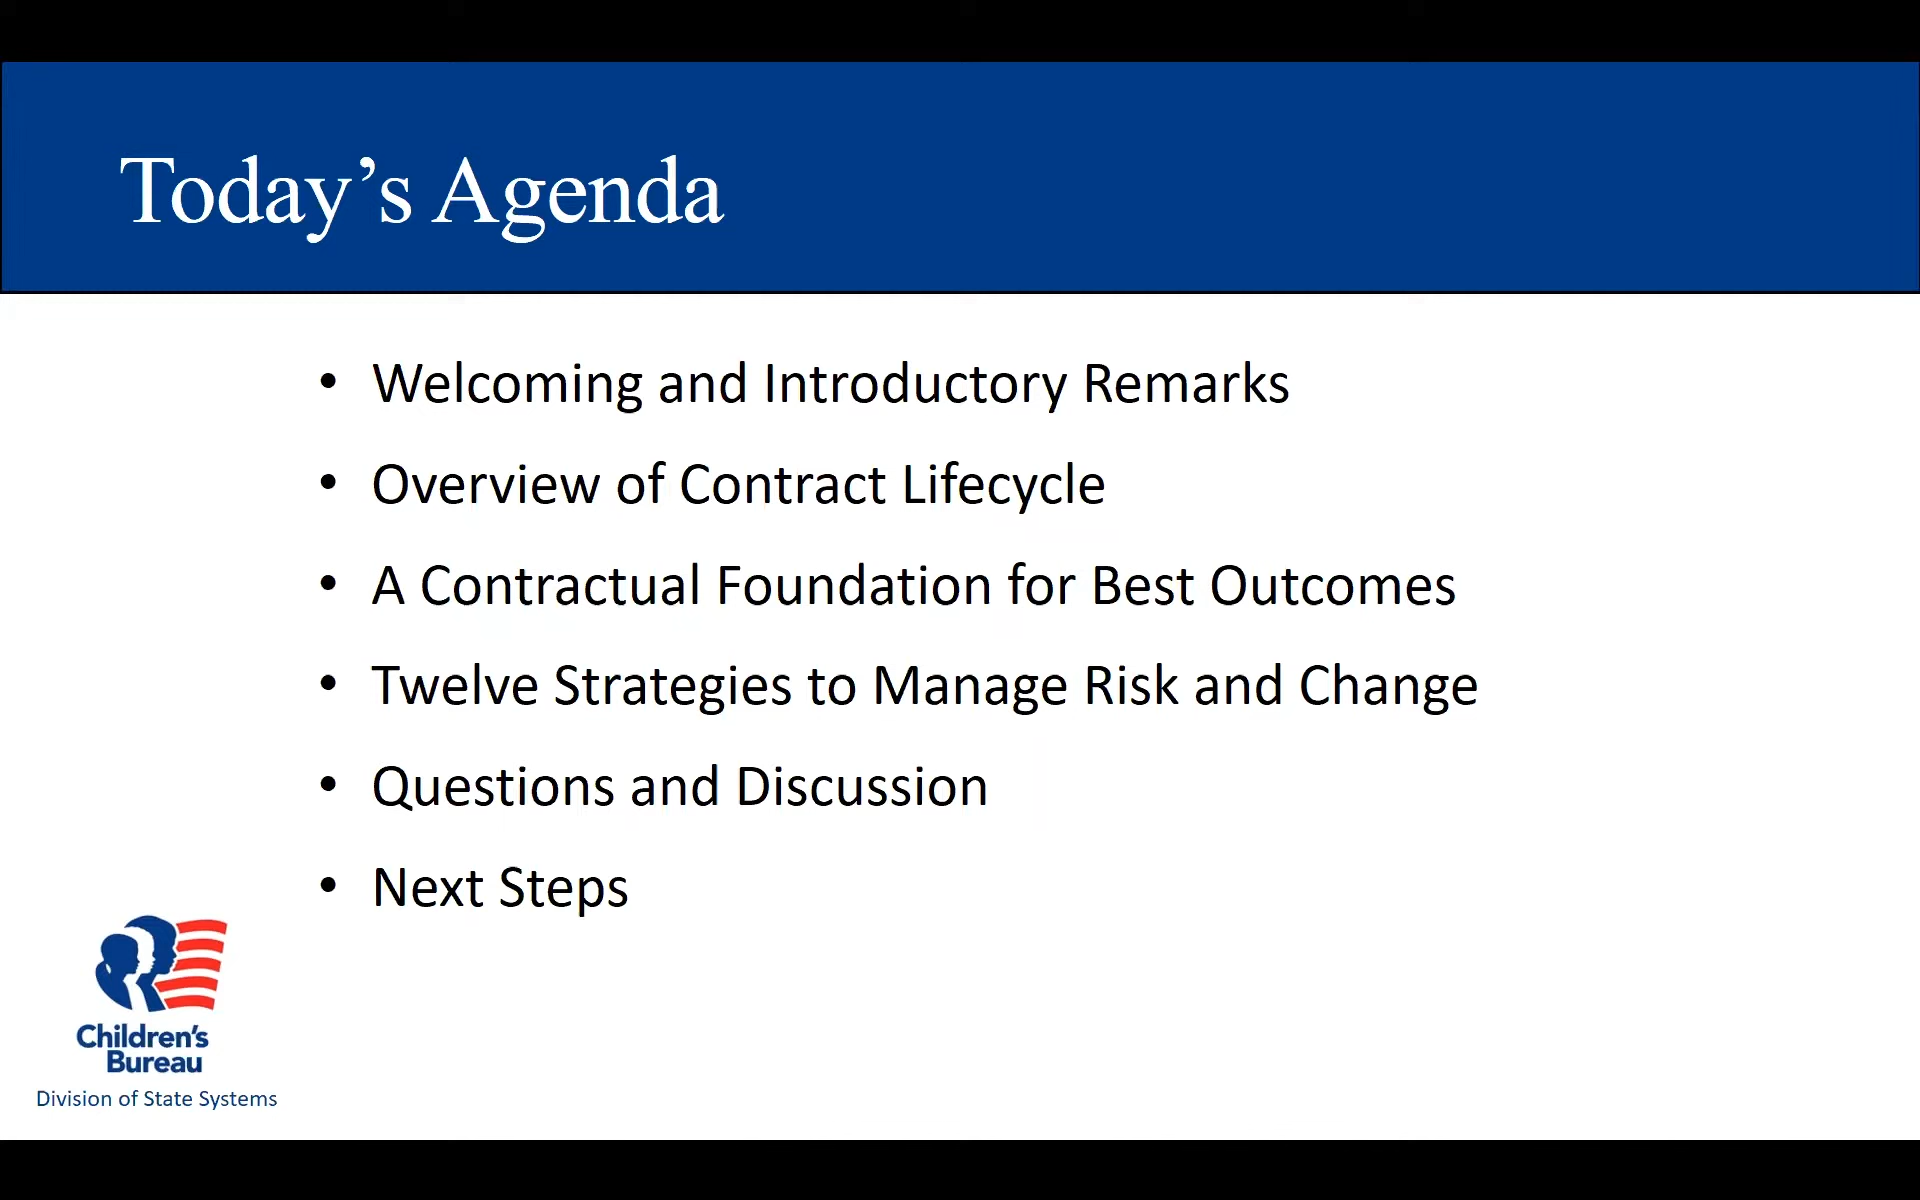 Today’s Agenda
• Welcoming and Introductory Remarks
• Overview of Contract Lifecycle
• A Contractual Foundation for Best Outcomes
• Twelve Strategies to Manage Risk and Change
• Questions and Discussion
• Next Steps
Children's
Bureau
Division of State Systems